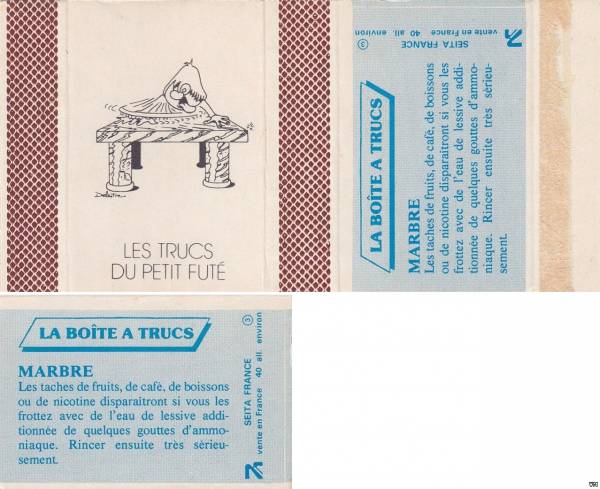 LES TRUCS
DU PETIT FUTÉ
LA BOÎTE A TRUCS
MARBRE
Les taches de fruits, de café, de boissons
ou de nicotine disparaîtront si vous les
frottez avec de l'eau de lessive addi-
tionnée de quelques gouttes d'ammo-
niaque. Rincer ensuite très sérieu-
sement.
SEITA FRANCE
3
vente en France 40 all. environ
LA BOÎTE A TRUCS
MARBRE
Les taches de fruits, de café, de boissons
ou de nicotine disparaîtront si vous les
frottez avec de l'eau de lessive addi-
tionnée de quelques gouttes d'ammo-
niaque. Rincer ensuite très sérieu-
sement.
SEITA FRANCE
3
vente en France 40 all. environ